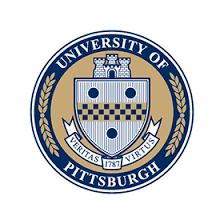 UNIVERSITY OF
VERITAS 1787 VIRTUS
PITTSBURGH